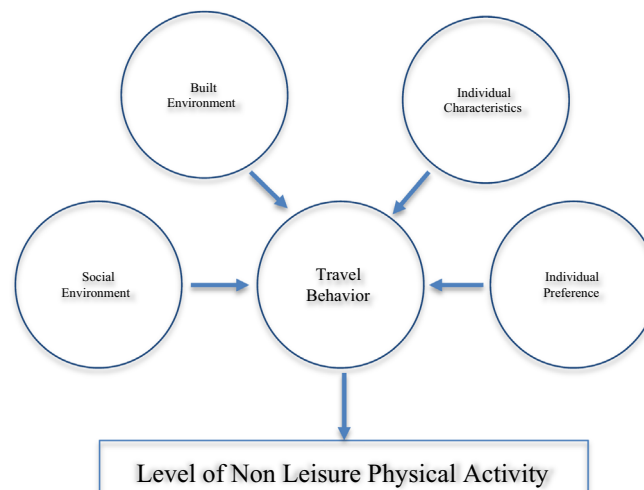 Built
Environment
Individual
Characteristics
Social
Environment
Travel
Behavior
Individual
Preference
Level of Non Leisure Physical Activity